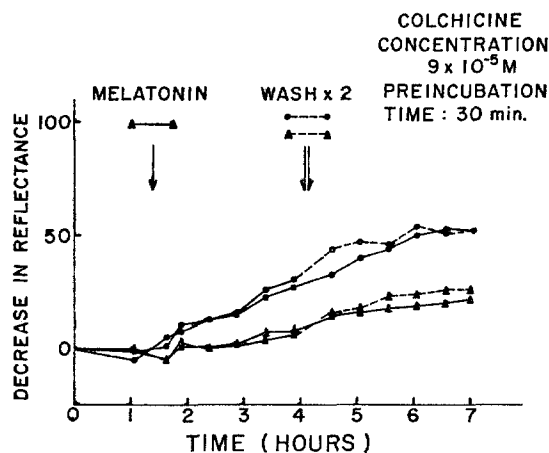 COLCHICINE
CONCENTRATION
9 x 10⁻⁵ M
PREINCUBATION
TIME : 30 min.
MELATONIN
WASH x 2
100
50
0
DECREASE IN REFLECTANCE
0 1 2 3 4 5 6 7
TIME (HOURS)